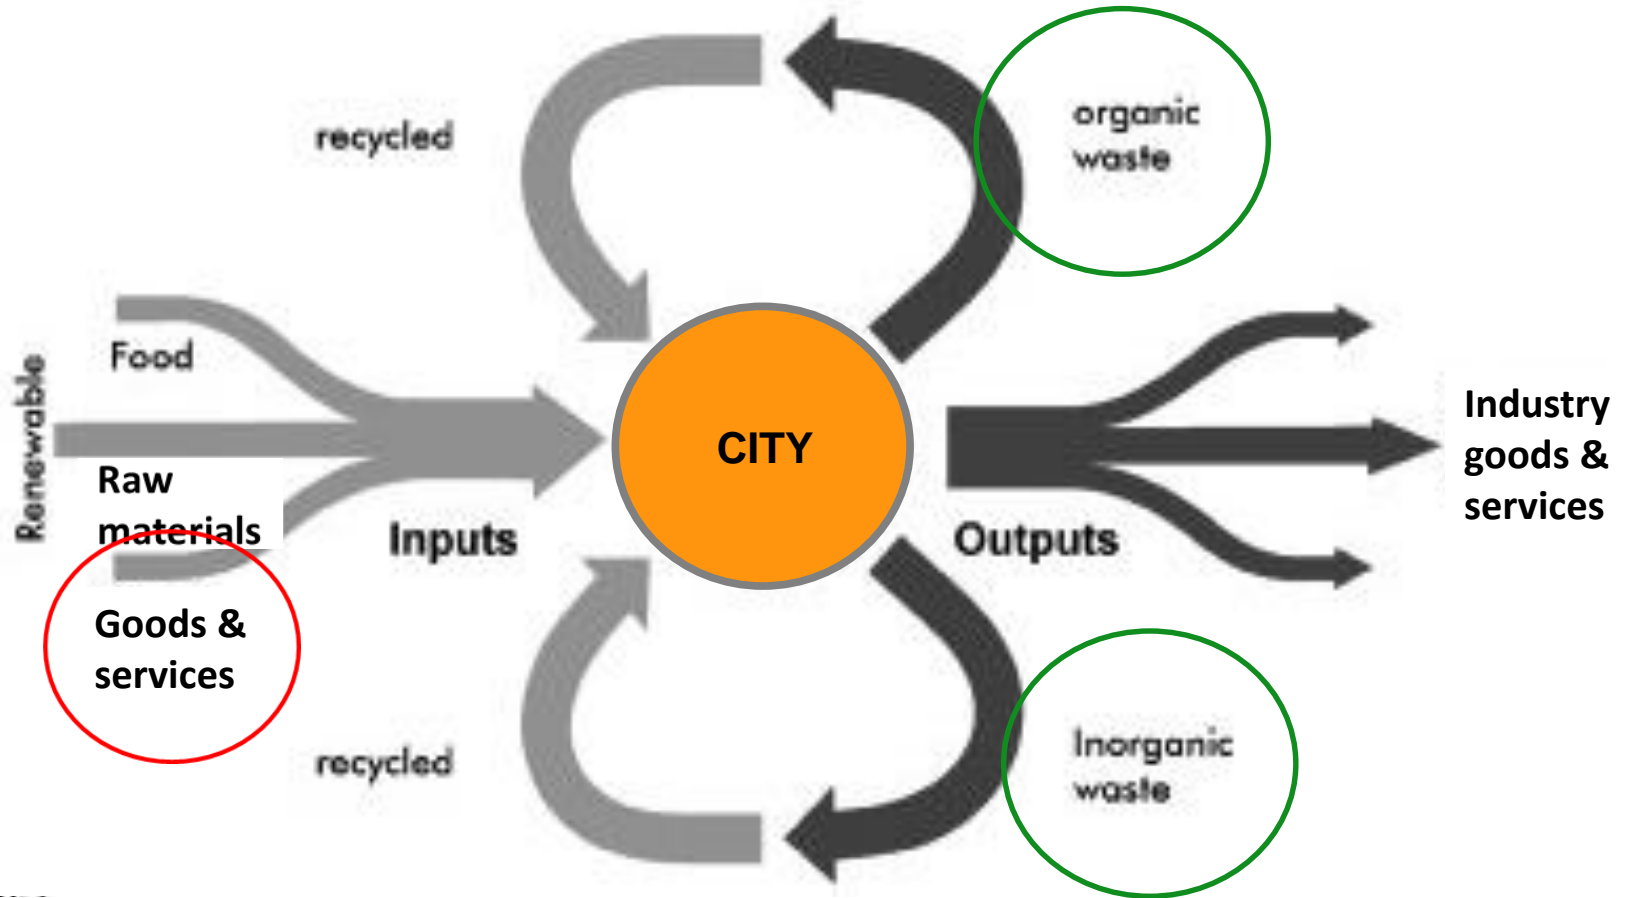 recycled
organic
waste
Renewable
Food
Raw
materials
Goods &
services
Inputs
CITY
Outputs
Industry
goods &
services
recycled
Inorganic
waste